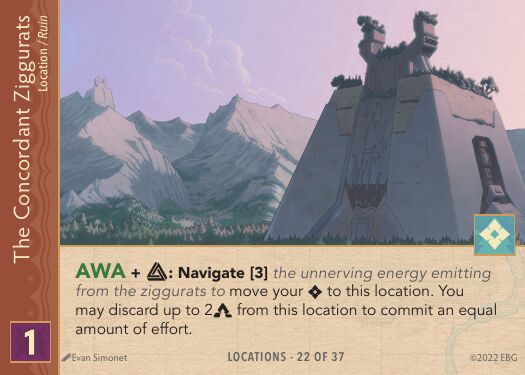 The Concordant Ziggurats
Location / Ruin
AWA + : Navigate [3] the unnerving energy emitting
from the ziggurats to move your to this location. You
may discard up to 2 from this location to commit an equal
amount of effort.
1
Evan Simonet
LOCATIONS - 22 OF 37
©2022 EBG